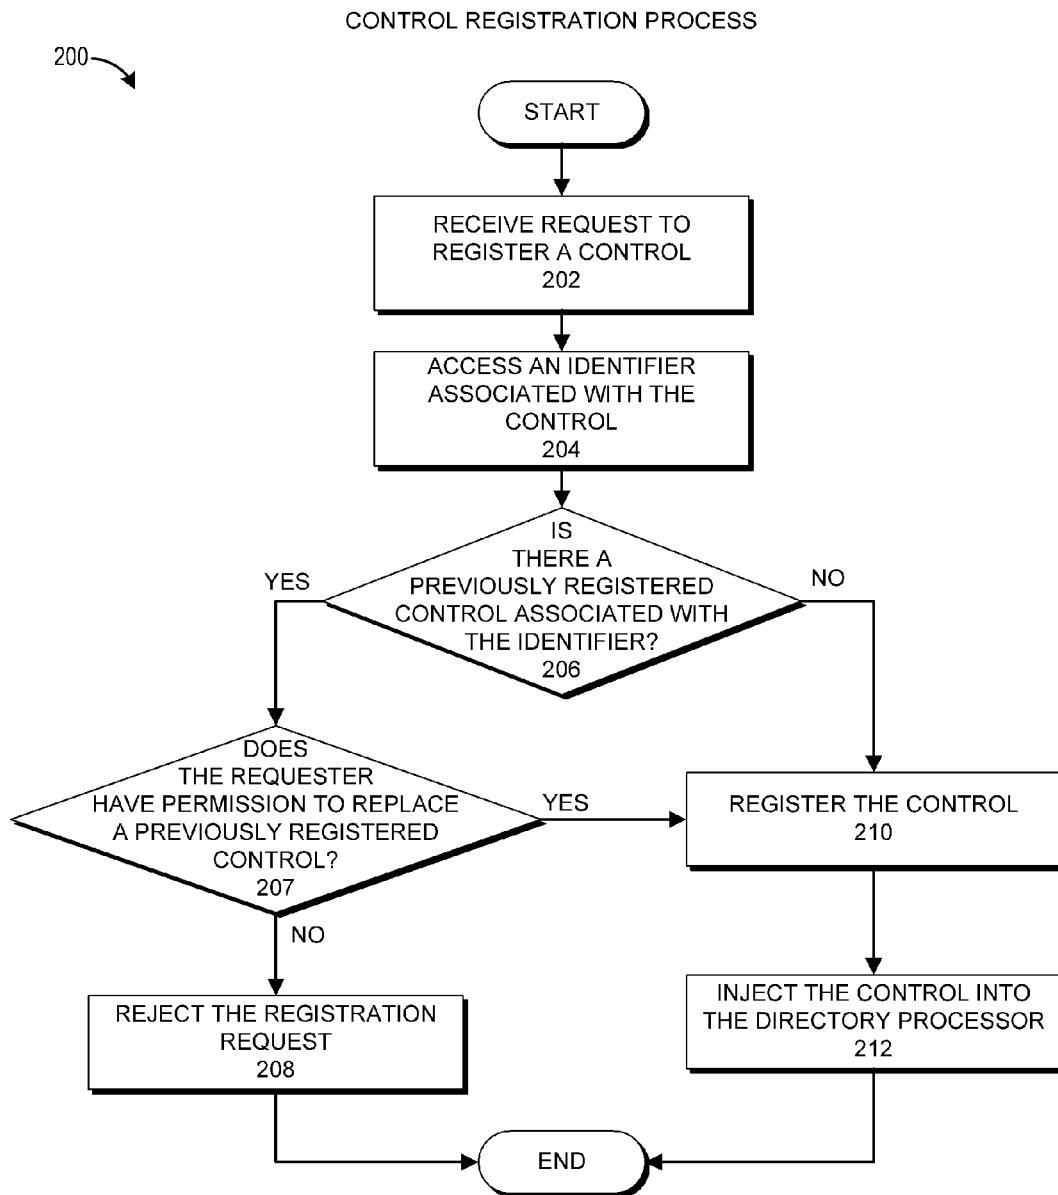 CONTROL REGISTRATION PROCESS
200
START
RECEIVE REQUEST TO
REGISTER A CONTROL
202
ACCESS AN IDENTIFIER
ASSOCIATED WITH THE
CONTROL
204
IS
THERE A
PREVIOUSLY REGISTERED
CONTROL ASSOCIATED WITH
THE IDENTIFIER?
206
YES
NO
DOES
THE REQUESTER
HAVE PERMISSION TO REPLACE
A PREVIOUSLY REGISTERED
CONTROL?
207
YES
NO
REGISTER THE CONTROL
210
REJECT THE REGISTRATION
REQUEST
208
INJECT THE CONTROL INTO
THE DIRECTORY PROCESSOR
212
END